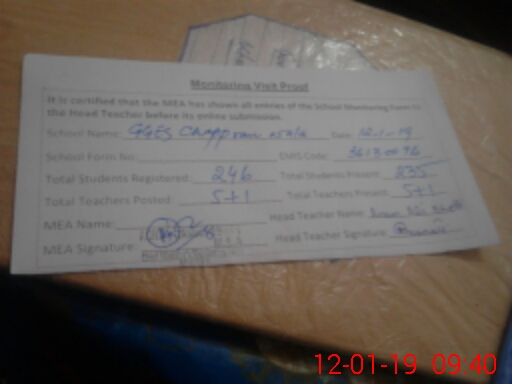 Monitoring Visit Proof
It is certified that the MEA has shown all entries of the School Monitoring Form to
the Head Teacher before its online submission.
School Name: GGES Chapp Date: 12-1-19
School Form No: EMIS Code:
Total Students Registered: 246 Total Students Present: 235
Total Teachers Posted: 5+1 Total Teachers Present: 5+1
MEA Name: Head Teacher Name:
MEA Signature: Head Teacher Signature:
12-01-19 09:40